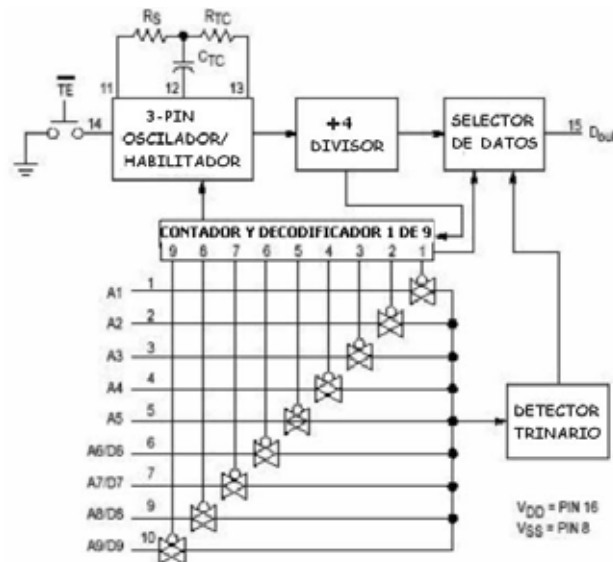 RS RTC
CTC
11 12 13
TE
14
3-PIN
OSCILADOR/
HABILITADOR
+4
DIVISOR
SELECTOR
DE DATOS
15 Dout
CONTADOR Y DECODIFICADOR 1 DE 9
9 8 7 6 5 4 3 2 1
A1 1
A2 2
A3 3
A4 4
A5 5
A6/D6 6
A7/D7 7
A8/D8 9
A9/D9 10
DETECTOR
TRINARIO
VDD = PIN 16
VSS = PIN 8